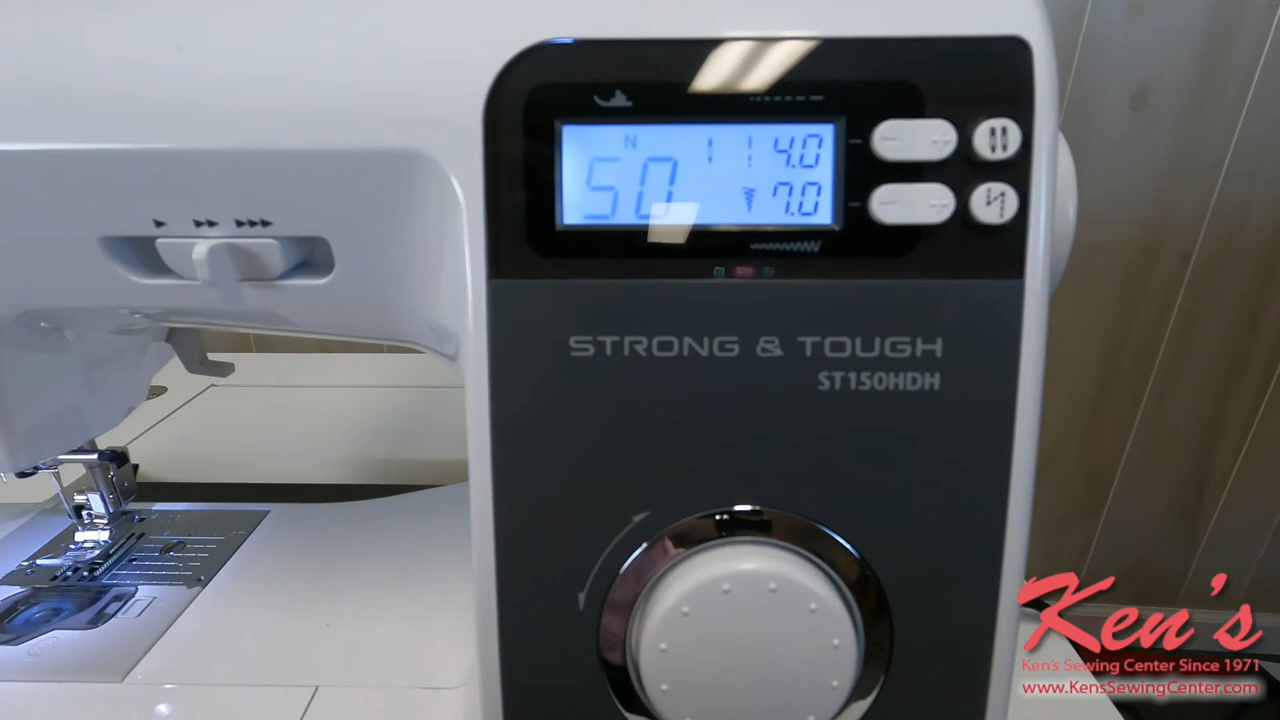 N
4.0
50
7.0
STRONG & TOUGH
ST150HDH
Ken's
Ken's Sewing Center Since 1971
www.KensSewingCenter.com